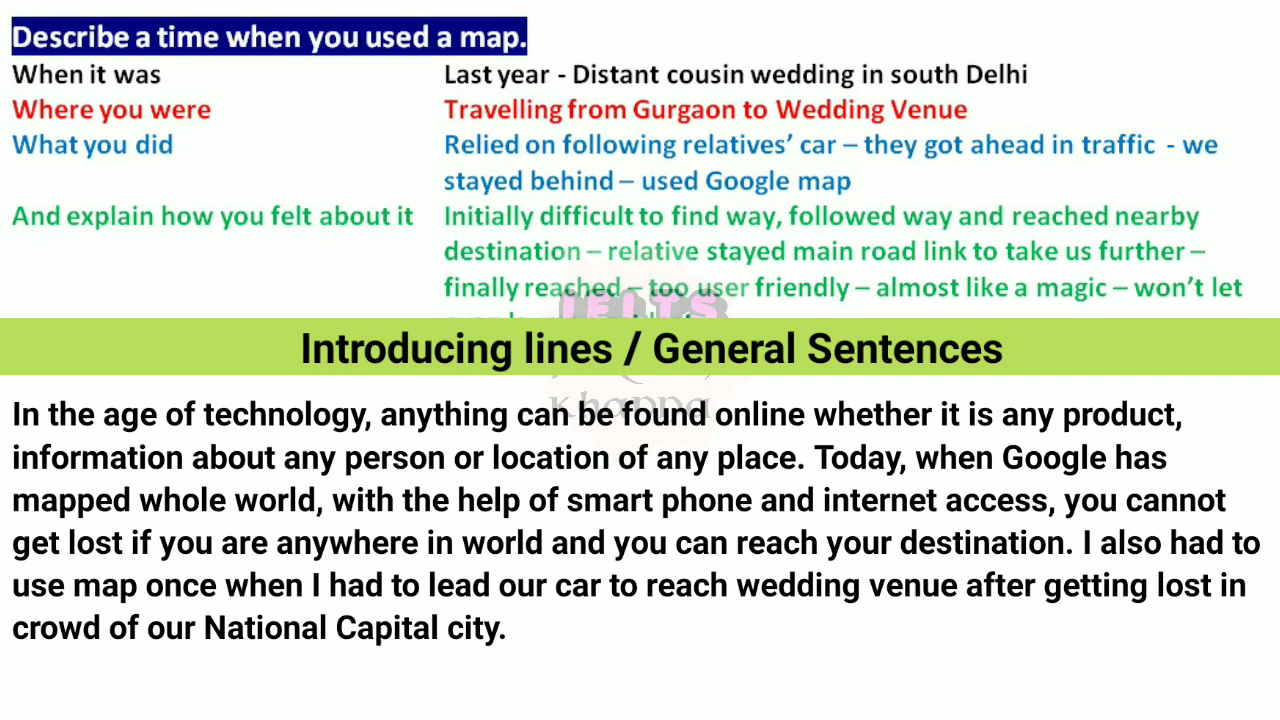 Describe a time when you used a map.
When it was Last year - Distant cousin wedding in south Delhi
Where you were Travelling from Gurgaon to Wedding Venue
What you did Relied on following relatives’ car – they got ahead in traffic - we
stayed behind – used Google map
And explain how you felt about it Initially difficult to find way, followed way and reached nearby
destination – relative stayed main road link to take us further –
finally reached – too user friendly – almost like a magic – won’t let
IELTS
Introducing lines / General Sentences
Khappa
In the age of technology, anything can be found online whether it is any product,
information about any person or location of any place. Today, when Google has
mapped whole world, with the help of smart phone and internet access, you cannot
get lost if you are anywhere in world and you can reach your destination. I also had to
use map once when I had to lead our car to reach wedding venue after getting lost in
crowd of our National Capital city.